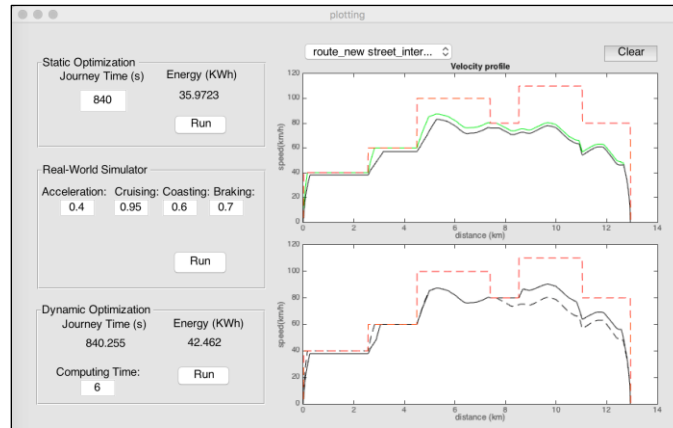 plotting
Static Optimization
Journey Time (s) Energy (KWh)
840 35.9723
Run
Real-World Simulator
Acceleration: Cruising: Coasting: Braking:
0.4 0.95 0.6 0.7
Run
Dynamic Optimization
Journey Time (s) Energy (KWh)
840.255 42.462
Computing Time:
6 Run
route_new street_inter... Clear
Velocity profile
speed(km/h)
120
100
80
60
40
20
0
0 2 4 6 8 10 12 14
distance (km)
speed(km/h)
120
100
80
60
40
20
0
0 2 4 6 8 10 12 14
distance (km)